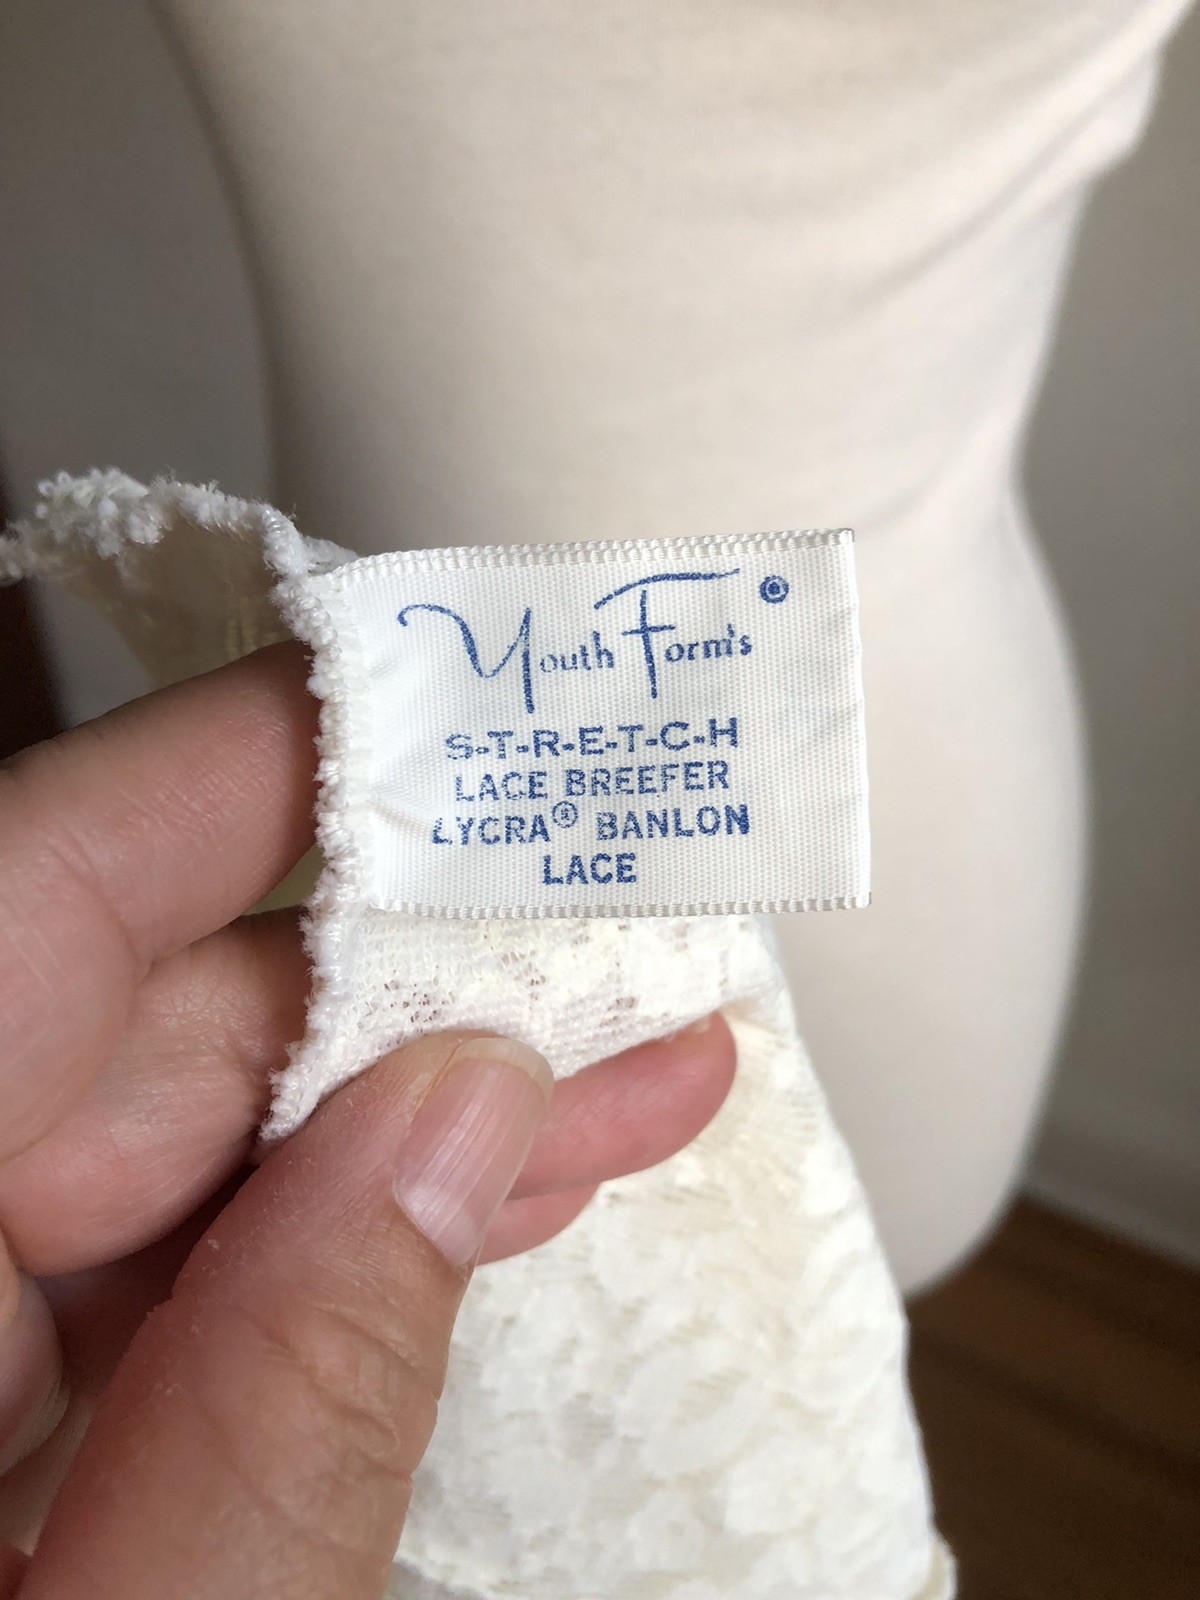 Youth Form's ®
S-T-R-E-T-C-H
LACE BREEFER
LYCRA® BANLON
LACE